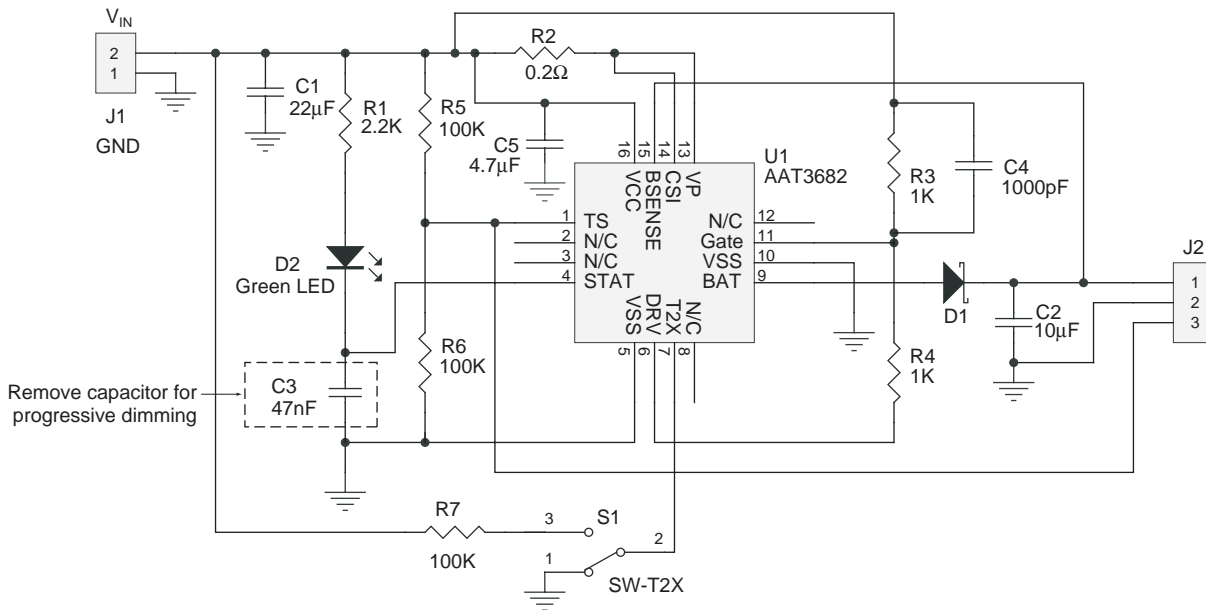 VIN
2
1
J1
GND
C1
22μF
R1
2.2K
R5
100K
R2
0.2Ω
C5
4.7μF
16
15
14
13
VCC
BSENSE
CSI
VP
U1
AAT3682
1
TS
2
N/C
3
N/C
4
STAT
N/C
12
Gate
11
VSS
10
BAT
9
VSS
DRV
T2X
N/C
5
6
7
8
R3
1K
C4
1000pF
D2
Green LED
D1
C2
10μF
J2
1
2
3
R6
100K
R4
1K
Remove capacitor for
progressive dimming
C3
47nF
R7
100K
3
S1
1
2
SW-T2X